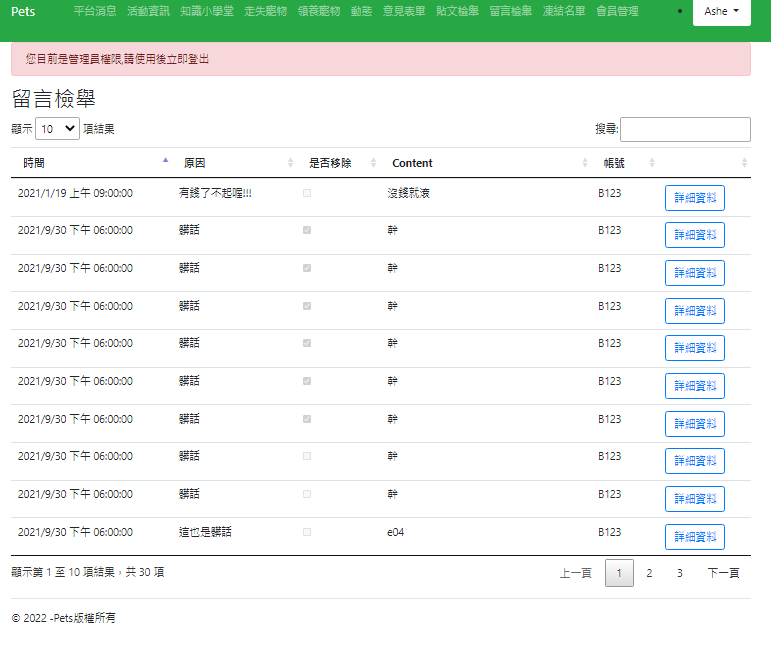 Pets 平台消息 活動資訊 知識小學堂 走失寵物 領養寵物 動態 意見表單 貼文檢舉 留言檢舉 凍結名單 會員管理 Ashe
您目前是管理員權限,請使用後立即登出
留言檢舉
顯示 10 項結果 搜尋:
時間 原因 是否移除 Content 帳號
2021/1/19 上午 09:00:00 有錢了不起喔!!! 沒錢就滾 B123 詳細資料
2021/9/30 下午 06:00:00 髒話 幹 B123 詳細資料
2021/9/30 下午 06:00:00 髒話 幹 B123 詳細資料
2021/9/30 下午 06:00:00 髒話 幹 B123 詳細資料
2021/9/30 下午 06:00:00 髒話 幹 B123 詳細資料
2021/9/30 下午 06:00:00 髒話 幹 B123 詳細資料
2021/9/30 下午 06:00:00 髒話 幹 B123 詳細資料
2021/9/30 下午 06:00:00 髒話 幹 B123 詳細資料
2021/9/30 下午 06:00:00 髒話 幹 B123 詳細資料
2021/9/30 下午 06:00:00 這也是髒話 e04 B123 詳細資料
顯示第 1 至 10 項結果，共 30 項 上一頁 1 2 3 下一頁
© 2022 -Pets版權所有